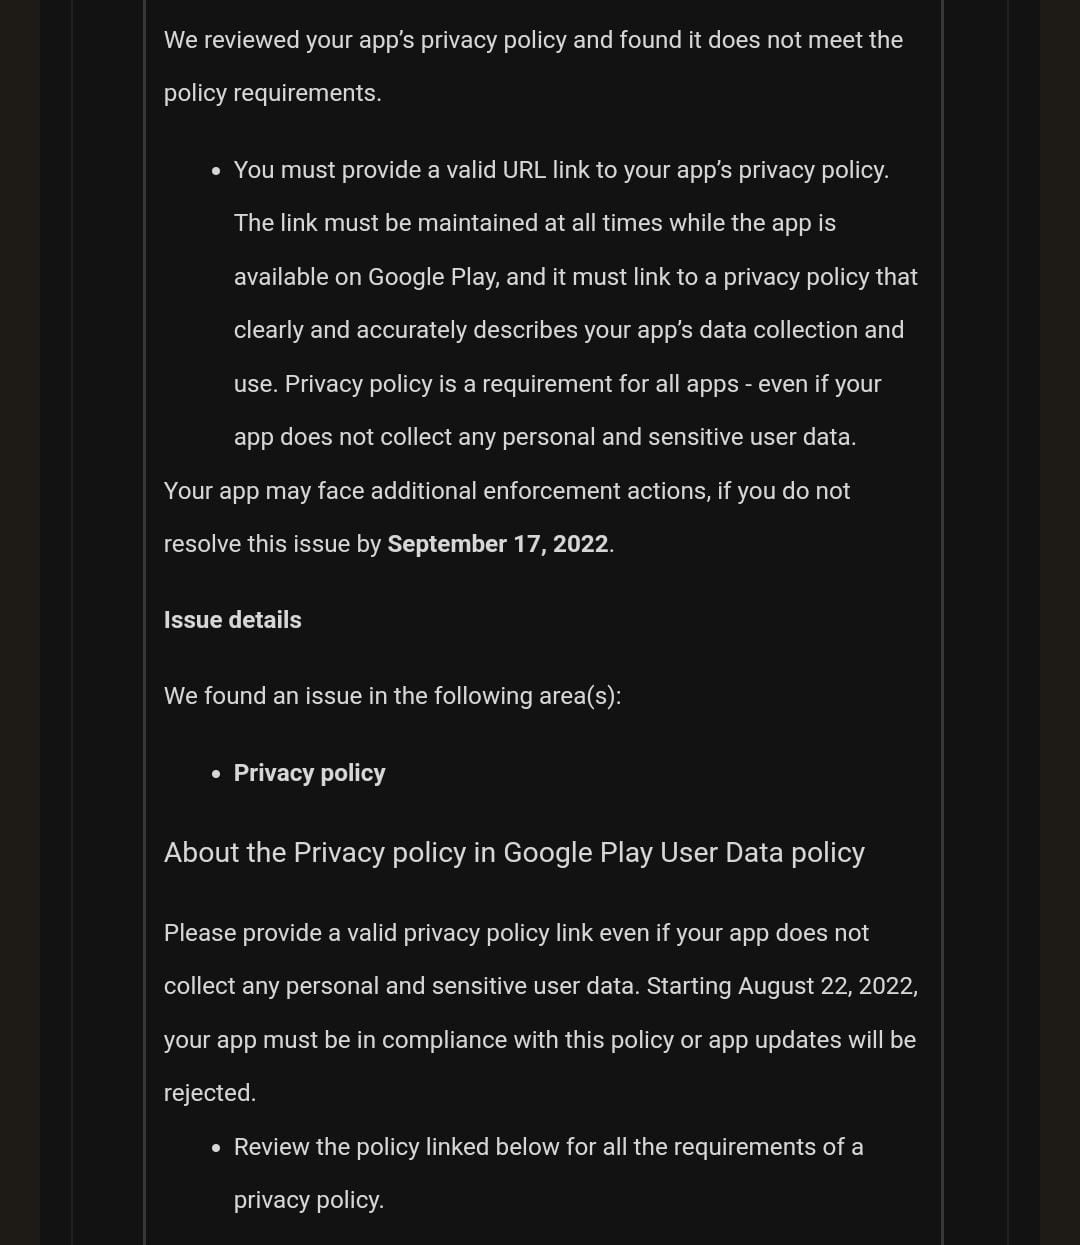 We reviewed your app’s privacy policy and found it does not meet the
policy requirements.
• You must provide a valid URL link to your app’s privacy policy.
The link must be maintained at all times while the app is
available on Google Play, and it must link to a privacy policy that
clearly and accurately describes your app’s data collection and
use. Privacy policy is a requirement for all apps - even if your
app does not collect any personal and sensitive user data.
Your app may face additional enforcement actions, if you do not
resolve this issue by September 17, 2022.
Issue details
We found an issue in the following area(s):
• Privacy policy
About the Privacy policy in Google Play User Data policy
Please provide a valid privacy policy link even if your app does not
collect any personal and sensitive user data. Starting August 22, 2022,
your app must be in compliance with this policy or app updates will be
rejected.
• Review the policy linked below for all the requirements of a
privacy policy.